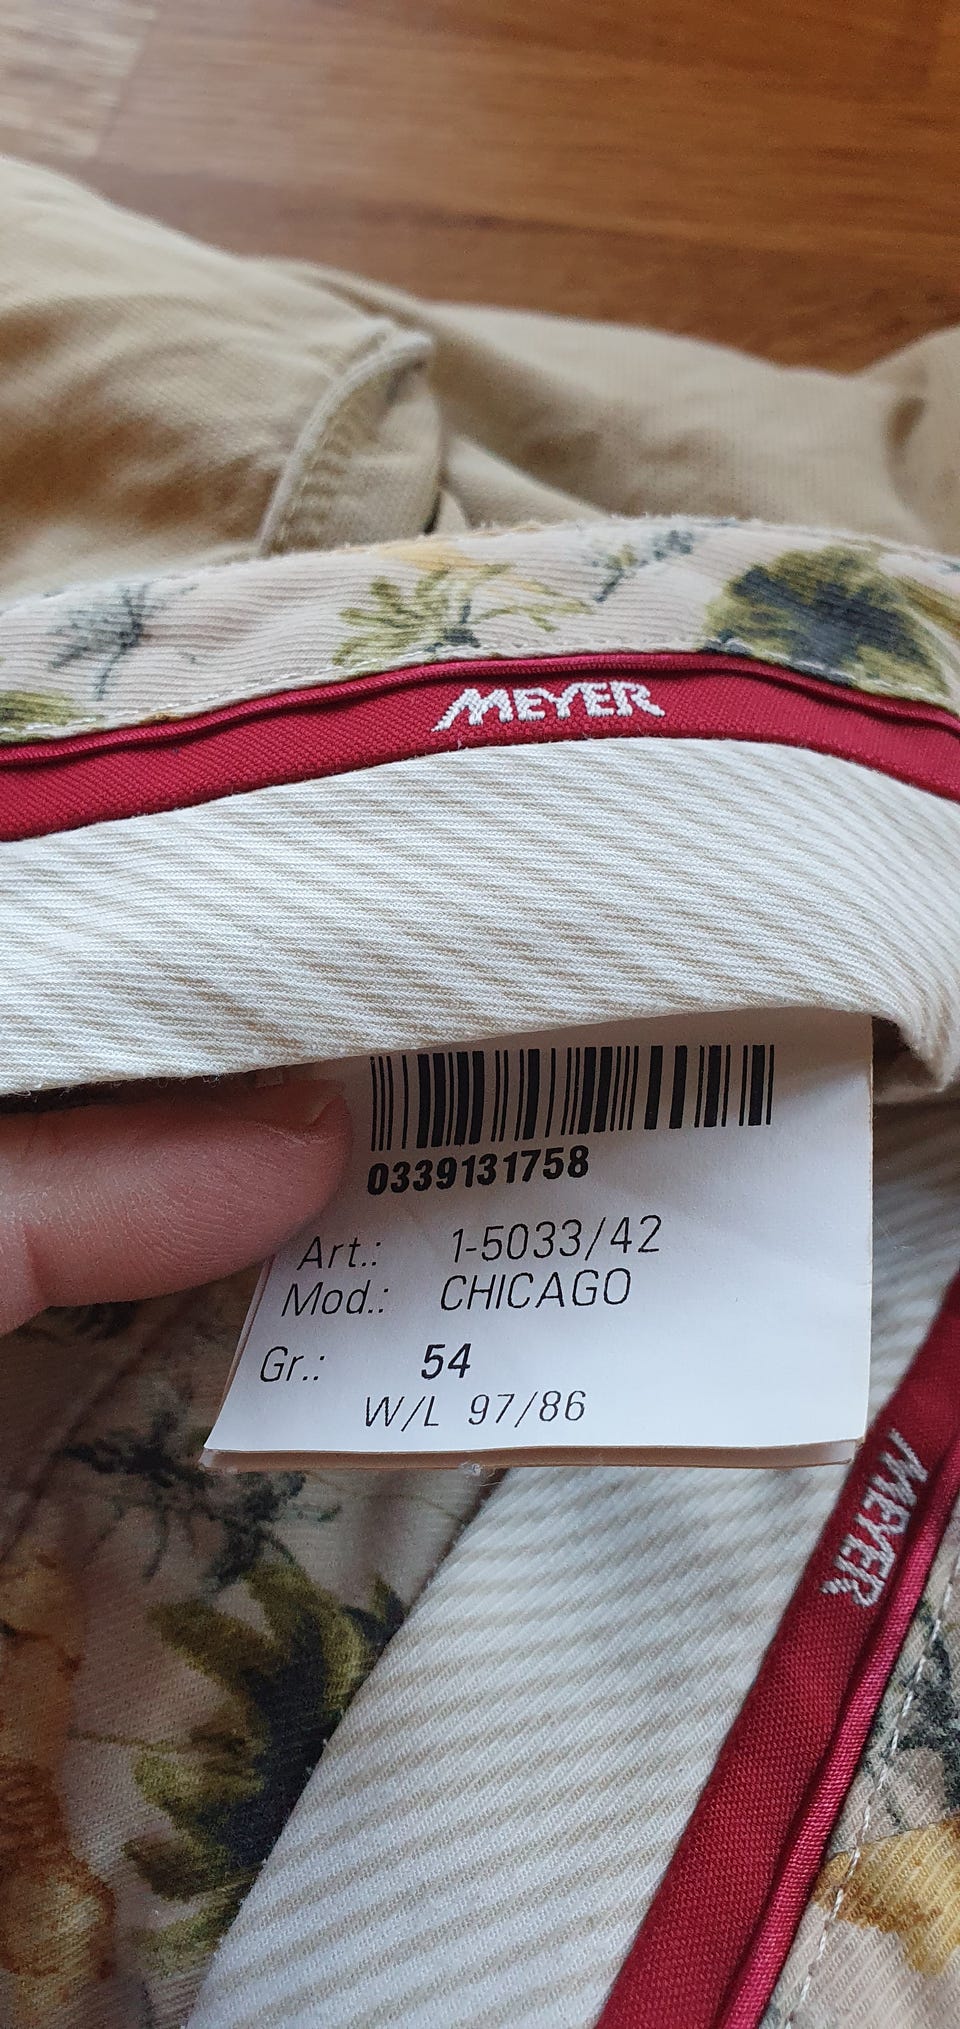 MEYER
0339131758
Art.: 1-5033/42
Mod.: CHICAGO
Gr.: 54
W/L 97/86
MEYER